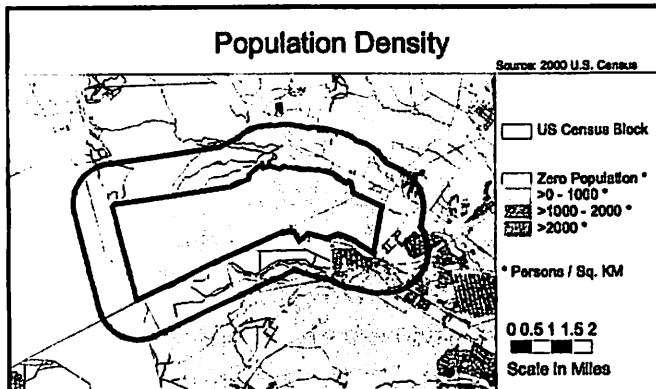 Population Density
Source: 2000 U.S. Census
US Census Block
Zero Population *
>0 - 1000 *
>1000 - 2000 *
>2000 *
* Persons / Sq. KM
0 0.5 1 1.5 2
Scale in Miles